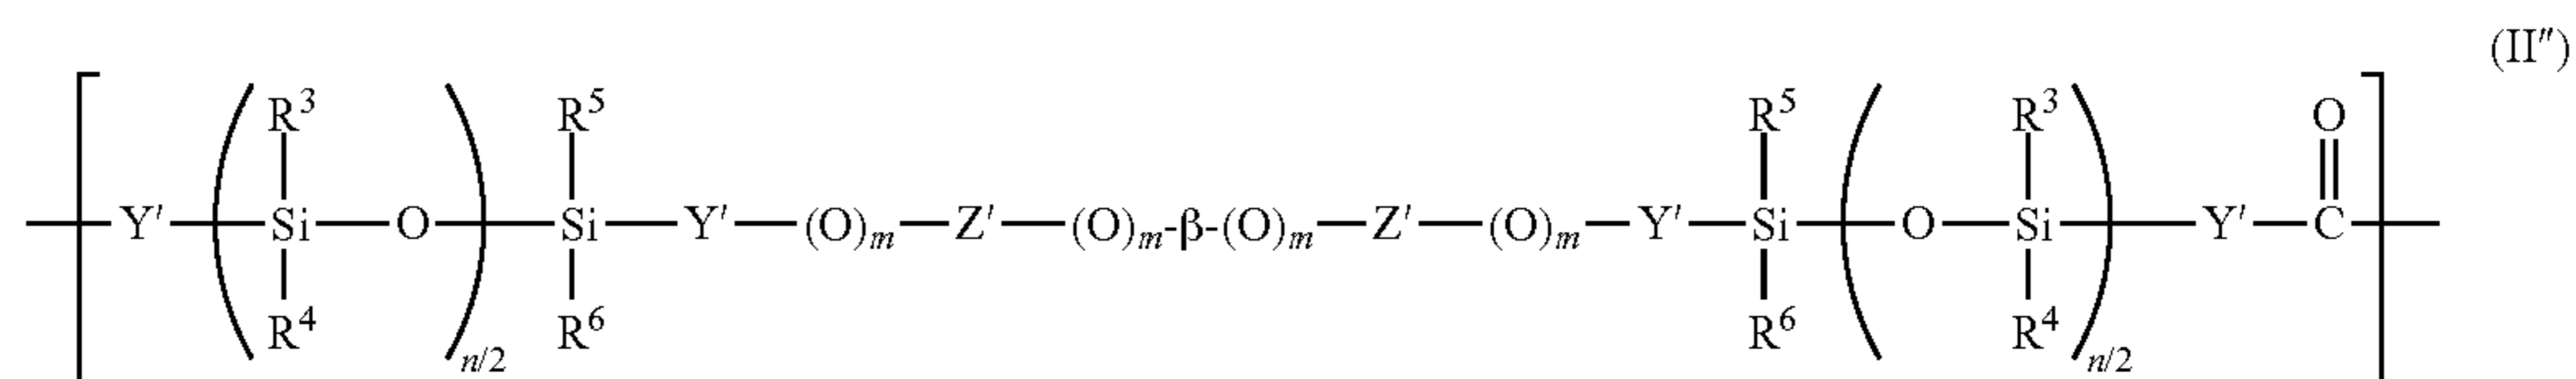 (II″)
R³ R⁵ R⁵ R³ O
Y′ Si O Si Y′ (O)m Z′ (O)m-β-(O)m Z′ (O)m Y′ Si O Si Y′ C
R⁴ R⁶ R⁶ R⁴
n/2 n/2